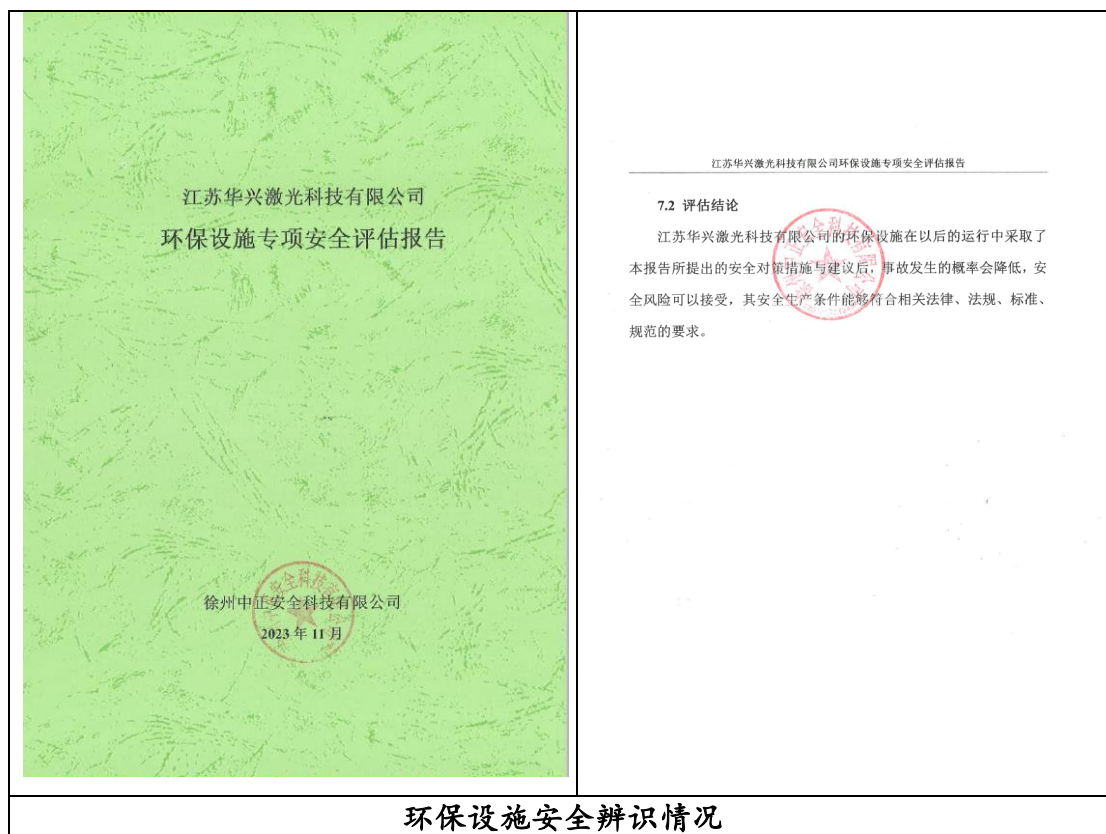 江苏华兴激光科技有限公司
环保设施专项安全评估报告
徐州中正安全科技有限公司
2023 年 11 月
江苏华兴激光科技有限公司环保设施专项安全评估报告
7.2 评估结论
江苏华兴激光科技有限公司的环保设施在以后的运行中采取了
本报告所提出的安全对策措施与建议后，事故发生的概率会降低，安
全风险可以接受，其安全生产条件能够符合相关法律、法规、标准、
规范的要求。
环保设施安全辨识情况